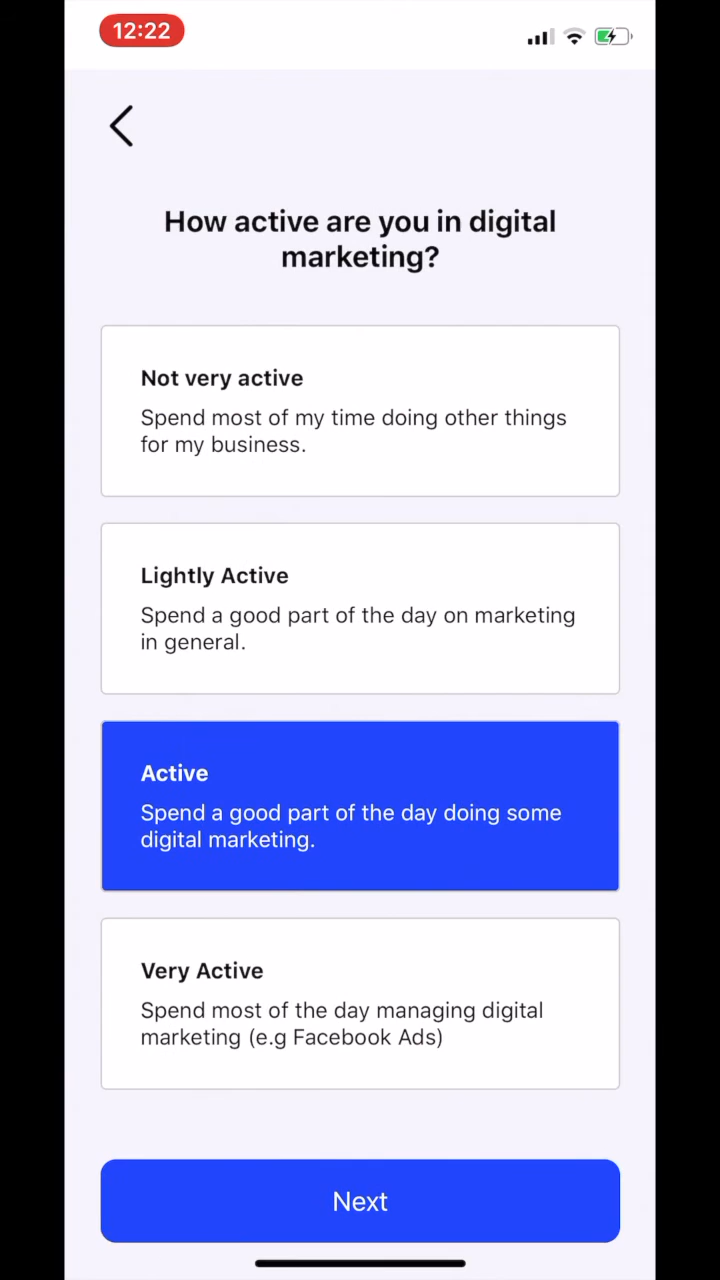 12:22
How active are you in digital
marketing?
Not very active
Spend most of my time doing other things
for my business.
Lightly Active
Spend a good part of the day on marketing
in general.
Active
Spend a good part of the day doing some
digital marketing.
Very Active
Spend most of the day managing digital
marketing (e.g Facebook Ads)
Next